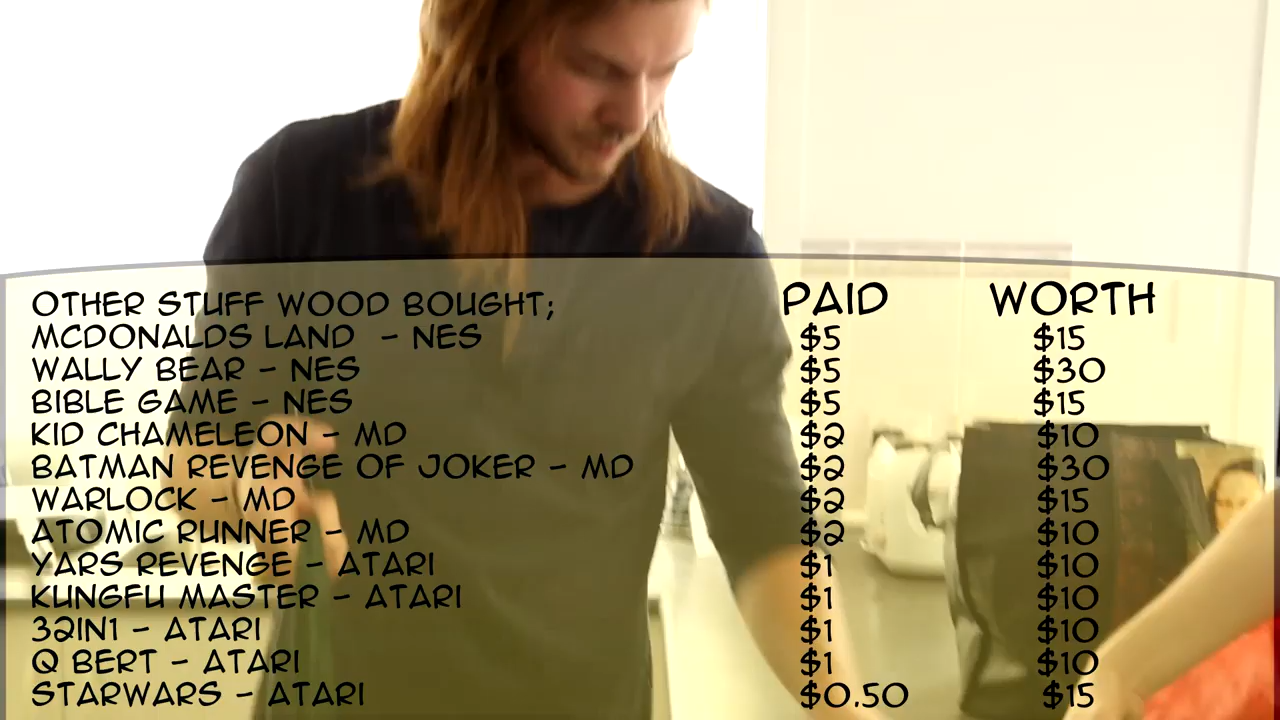 OTHER STUFF WOOD BOUGHT; PAID WORTH
MCDONALDS LAND - NES $5 $15
WALLY BEAR - NES $5 $30
BIBLE GAME - NES $5 $15
KID CHAMELEON - MD $2 $10
BATMAN REVENGE OF JOKER - MD $2 $30
WARLOCK - MD $2 $15
ATOMIC RUNNER - MD $2 $10
YARS REVENGE - ATARI $1 $10
KUNGFU MASTER - ATARI $1 $10
32IN1 - ATARI $1 $10
Q BERT - ATARI $1 $10
STARWARS - ATARI $0.50 $15